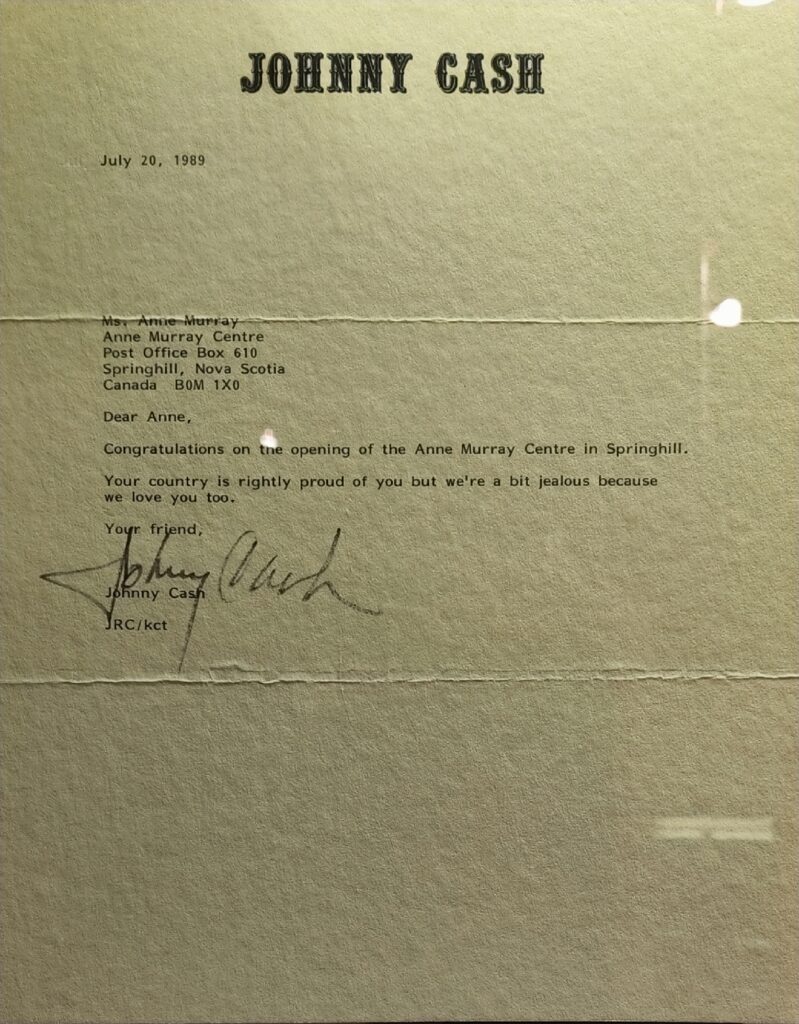 JOHNNY CASH
July 20, 1989
Ms. Anne Murray
Anne Murray Centre
Post Office Box 610
Springhill, Nova Scotia
Canada  B0M 1X0
Dear Anne,
Congratulations on the opening of the Anne Murray Centre in Springhill.
Your country is rightly proud of you but we're a bit jealous because
we love you too.
Your friend,
Johnny Cash
Johnny Cash
JRC/kct